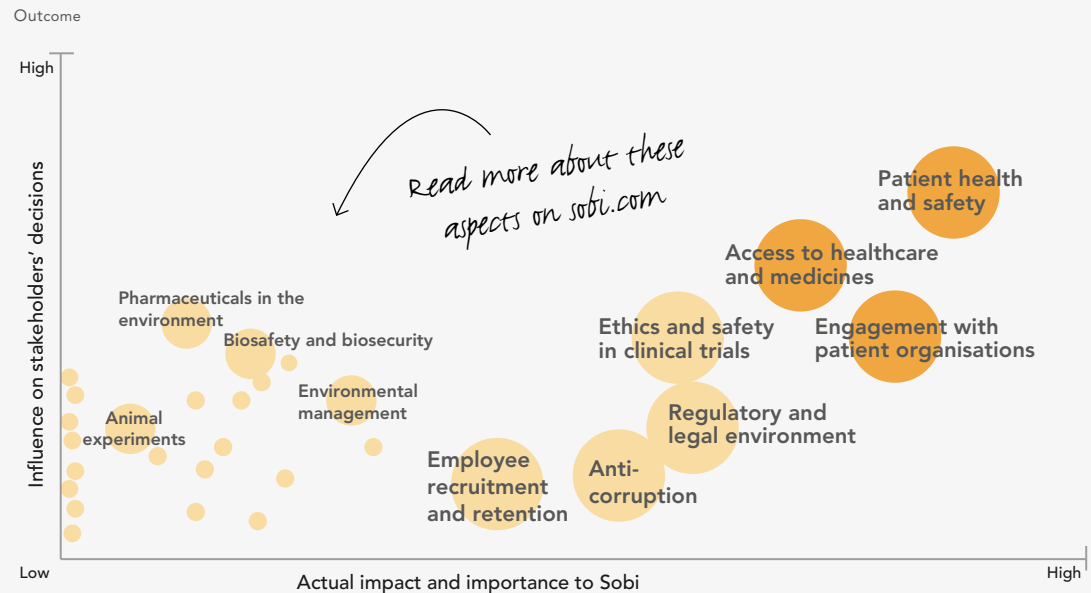 Outcome
High
Influence on stakeholders' decisions
Read more about these
aspects on sobi.com
Patient health
and safety
Access to healthcare
and medicines
Pharmaceuticals in the
environment
Biosafety and biosecurity
Ethics and safety
in clinical trials
Engagement with
patient organisations
Environmental
management
Animal
experiments
Regulatory and
legal environment
Employee
recruitment
and retention
Anti-
corruption
Low
Actual impact and importance to Sobi
High